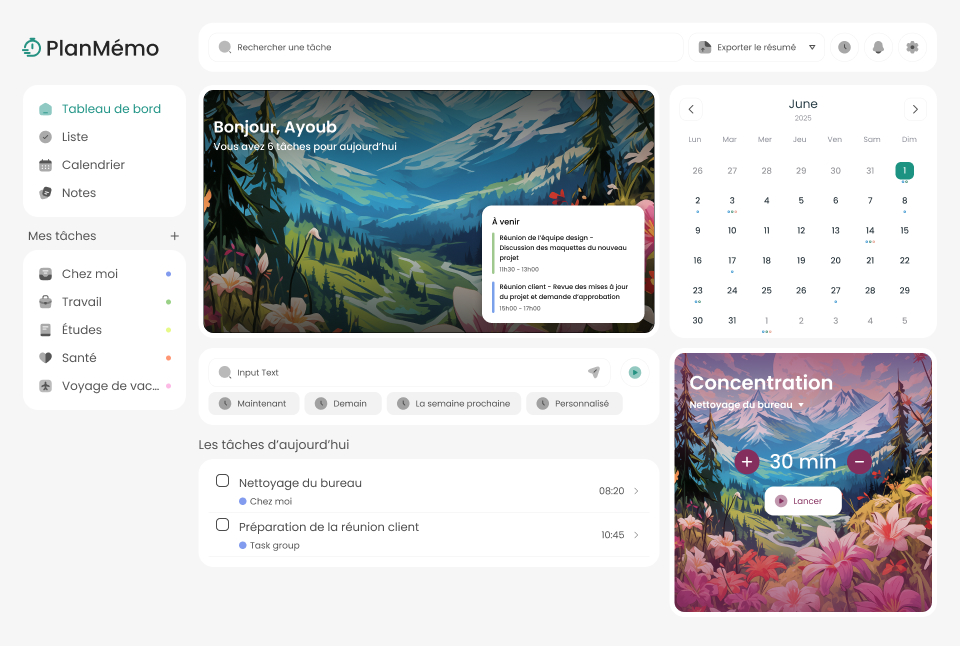 PlanMémo
Rechercher une tâche
Exporter le résumé
Tableau de bord
Liste
Calendrier
Notes
Mes tâches
Chez moi
Travail
Études
Santé
Voyage de vac...
Bonjour, Ayoub
Vous avez 6 tâches pour aujourd'hui
À venir
Réunion de l'équipe design -
Discussion des maquettes du nouveau
projet
11h30 - 13h00
Réunion client - Revue des mises à jour
du projet et demande d'approbation
15h00 - 17h00
June
2025
Lun Mar Mer Jeu Ven Sam Dim
26 27 28 29 30 31 1
2 3 4 5 6 7 8
9 10 11 12 13 14 15
16 17 18 19 20 21 22
23 24 25 26 27 28 29
30 31 1 2 3 4 5
Input Text
Maintenant
Demain
La semaine prochaine
Personnalisé
Les tâches d'aujourd'hui
Nettoyage du bureau
Chez moi
08:20
Préparation de la réunion client
Task group
10:45
Concentration
Nettoyage du bureau
+ 30 min −
Lancer